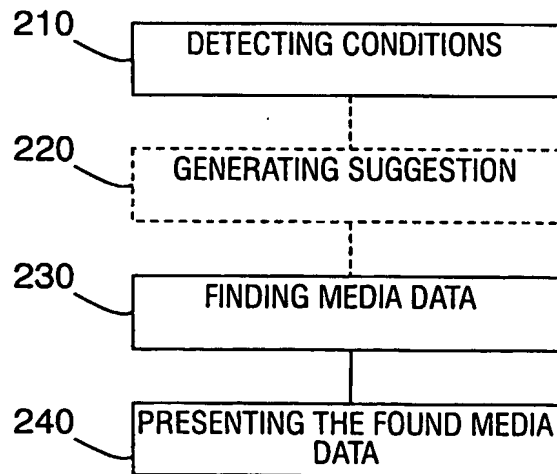 210
DETECTING CONDITIONS
220
GENERATING SUGGESTION
230
FINDING MEDIA DATA
240
PRESENTING THE FOUND MEDIA
DATA